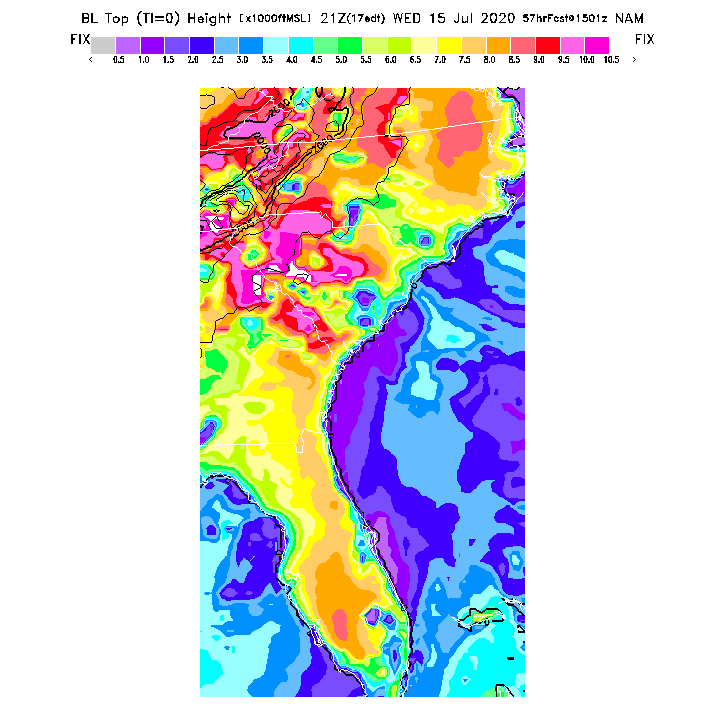 BL Top (TI=0) Height [x1000ftMSL] 21Z(17edt) WED 15 Jul 2020 57hrFcst@1501z NAM
FIX FIX
< 0.5 1.0 1.5 2.0 2.5 3.0 3.5 4.0 4.5 5.0 5.5 6.0 6.5 7.0 7.5 8.0 8.5 9.0 9.5 10.0 10.5 >